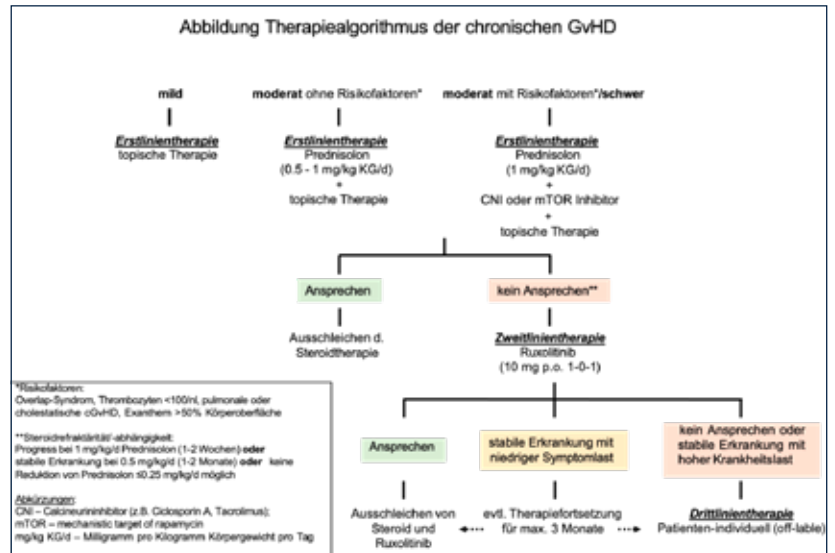 Abbildung Therapiealgorithmus der chronischen GvHD
mild
Erstlinientherapie
topische Therapie
moderat ohne Risikofaktoren*
Erstlinientherapie
Prednisolon
(0.5 - 1 mg/kg KG/d)
+
topische Therapie
moderat mit Risikofaktoren*/schwer
Erstlinientherapie
Prednisolon
(1 mg/kg KG/d)
+
CNI oder mTOR Inhibitor
+
topische Therapie
Ansprechen
Ausschleichen d.
Steroidtherapie
kein Ansprechen**
Zweitlinientherapie
Ruxolitinib
(10 mg p.o. 1-0-1)
Ansprechen
Ausschleichen von
Steroid und
Ruxolitinib
stabile Erkrankung mit
niedriger Symptomlast
evtl. Therapiefortsetzung
für max. 3 Monate
kein Ansprechen oder
stabile Erkrankung mit
hoher Krankheitslast
Drittlinientherapie
Patienten-individuell (off-lable)
*Risikofaktoren:
Overlap-Syndrom, Thrombozyten <100/nl, pulmonale oder
cholestatische cGvHD, Exanthem >50% Körperoberfläche
**Steroidrefraktärität/-abhängigkeit:
Progress bei 1 mg/kg/d Prednisolon (1-2 Wochen) oder
stabile Erkrankung bei 0.5 mg/kg/d (1-2 Monate) oder keine
Reduktion von Prednisolon ≤0.25 mg/kg/d möglich
Abkürzungen:
CNI – Calcineurininhibitor (z.B. Ciclosporin A, Tacrolimus);
mTOR – mechanistic target of rapamycin
mg/kg KG/d – Milligramm pro Kilogramm Körpergewicht pro Tag